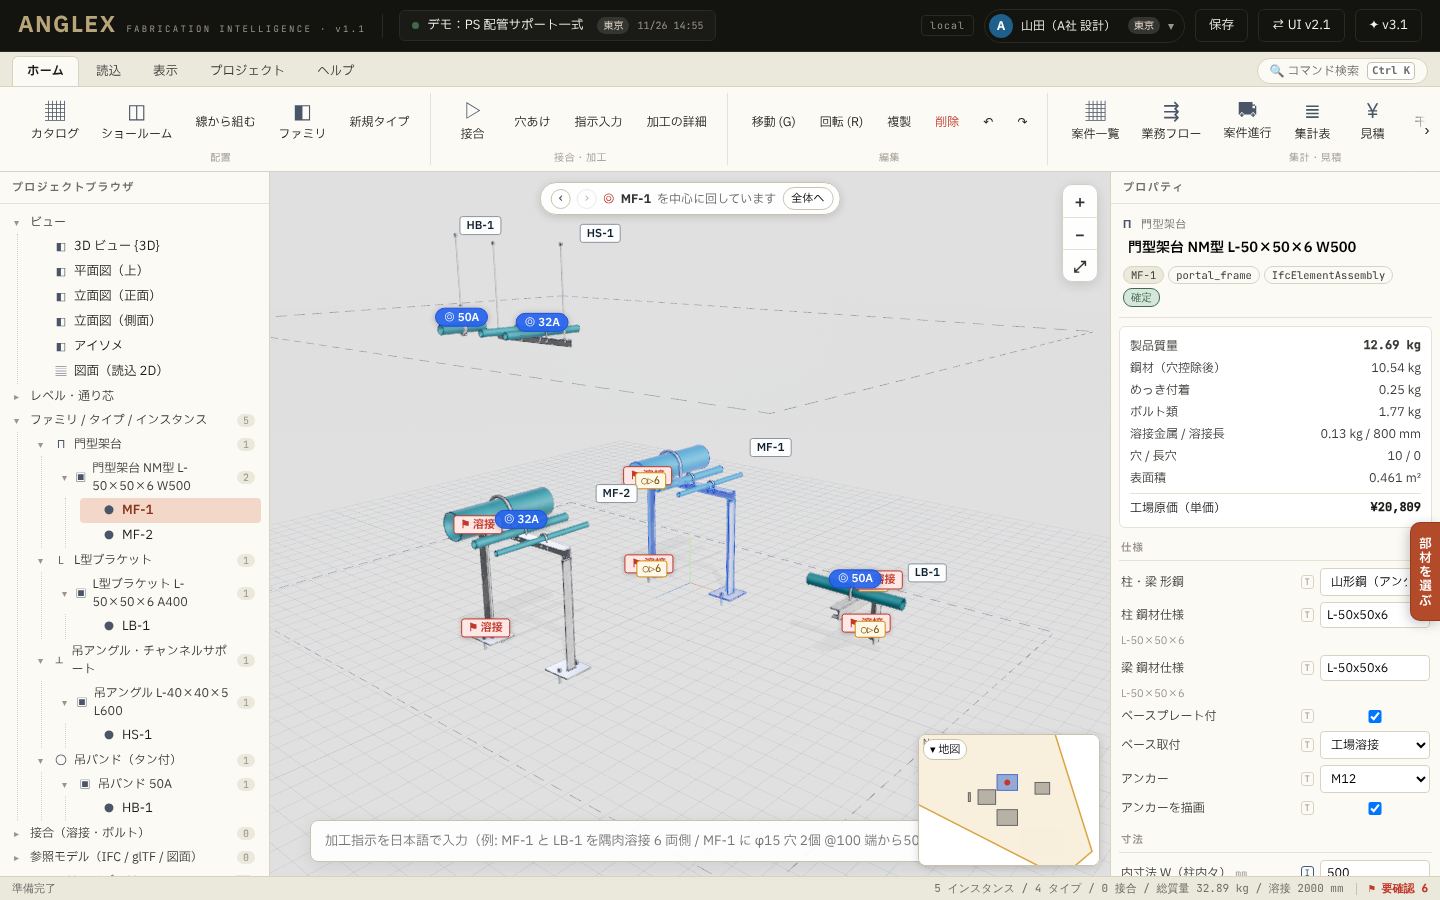 ANGLEX FABRICATION INTELLIGENCE · v1.1
デモ：PS 配管サポート一式 東京 11/26 14:55
local
A 山田（A社 設計） 東京 ▾
保存
⇄ UI v2.1
✦ v3.1
ホーム 読込 表示 プロジェクト ヘルプ
コマンド検索 Ctrl K
カタログ ショールーム 線から組む ファミリ 新規タイプ
配置
接合 穴あけ 指示入力 加工の詳細
接合・加工
移動 (G) 回転 (R) 複製 削除 ↶ ↷
編集
案件一覧 業務フロー 案件進行 集計表 見積
集計・見積
プロジェクトブラウザ
ビュー
3D ビュー {3D}
平面図（上）
立面図（正面）
立面図（側面）
アイソメ
図面（読込 2D）
レベル・通り芯
ファミリ / タイプ / インスタンス 5
門型架台 1
門型架台 NM型 L-
50×50×6 W500 2
MF-1
MF-2
L型ブラケット 1
L型ブラケット L-
50×50×6 A400 1
LB-1
吊アングル・チャンネルサポ
ート 1
吊アングル L-40×40×5
L600 1
HS-1
吊バンド（タン付） 1
吊バンド 50A 1
HB-1
接合（溶接・ボルト） 0
参照モデル（IFC / glTF / 図面） 0
‹ › ◎ MF-1 を中心に回しています 全体へ
+
−
HB-1
HS-1
◎ 50A
◎ 32A
MF-1
○▷6
MF-2
⚑ 溶接
◎ 32A
○▷6
⚑ 溶接
◎ 50A
溶接
LB-1
○▷6
▾ 地図
加工指示を日本語で入力（例: MF-1 と LB-1 を隅肉溶接 6 両側 / MF-1 に φ15 穴 2個 @100 端から50
プロパティ
門型架台
門型架台 NM型 L-50×50×6 W500
MF-1 portal_frame IfcElementAssembly
確定
製品質量 12.69 kg
鋼材（穴控除後） 10.54 kg
めっき付着 0.25 kg
ボルト類 1.77 kg
溶接金属 / 溶接長 0.13 kg / 800 mm
穴 / 長穴 10 / 0
表面積 0.461 m²
工場原価（単価） ¥20,809
部材を選ぶ
仕様
柱・梁 形鋼 T 山形鋼（アング
柱 鋼材仕様 T L-50x50x6
L-50×50×6
梁 鋼材仕様 T L-50x50x6
L-50×50×6
ベースプレート付 T
ベース取付 T 工場溶接
アンカー T M12
アンカーを描画 T
寸法
内寸法 W（柱内々） mm I 500
準備完了
5 インスタンス / 4 タイプ / 0 接合 / 総質量 32.89 kg / 溶接 2000 mm ⚑ 要確認 6